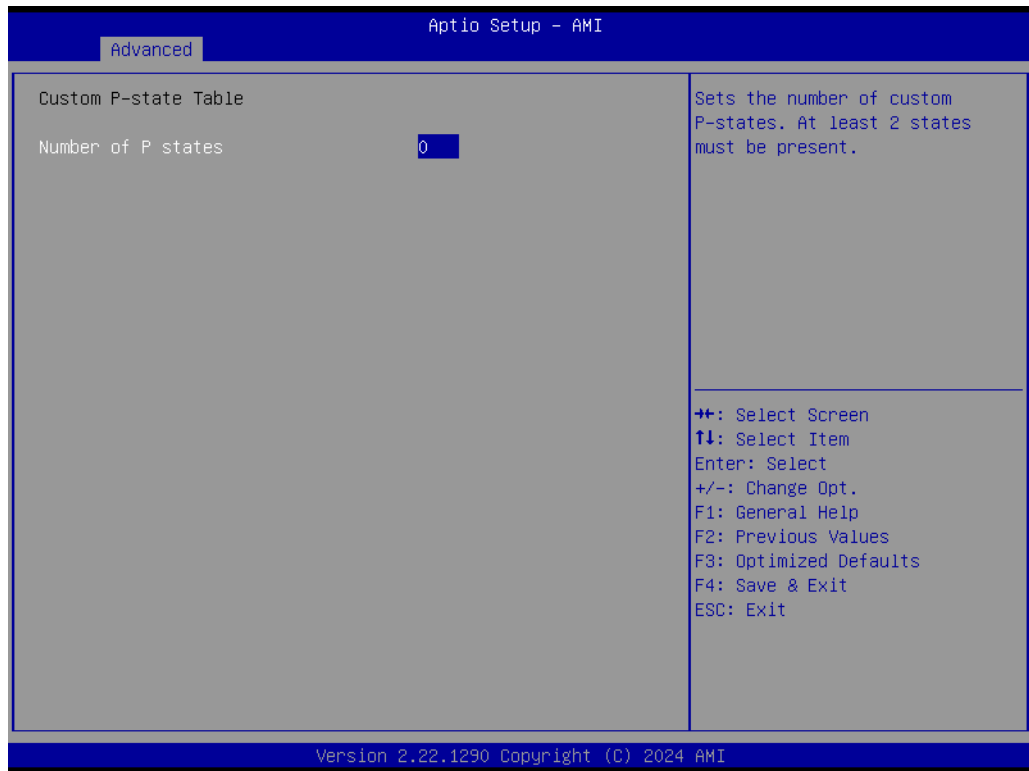 Aptio Setup – AMI
Advanced
Custom P-state Table
Number of P states 0
Sets the number of custom
P-states. At least 2 states
must be present.
→←: Select Screen
↑↓: Select Item
Enter: Select
+/-: Change Opt.
F1: General Help
F2: Previous Values
F3: Optimized Defaults
F4: Save & Exit
ESC: Exit
Version 2.22.1290 Copyright (C) 2024 AMI